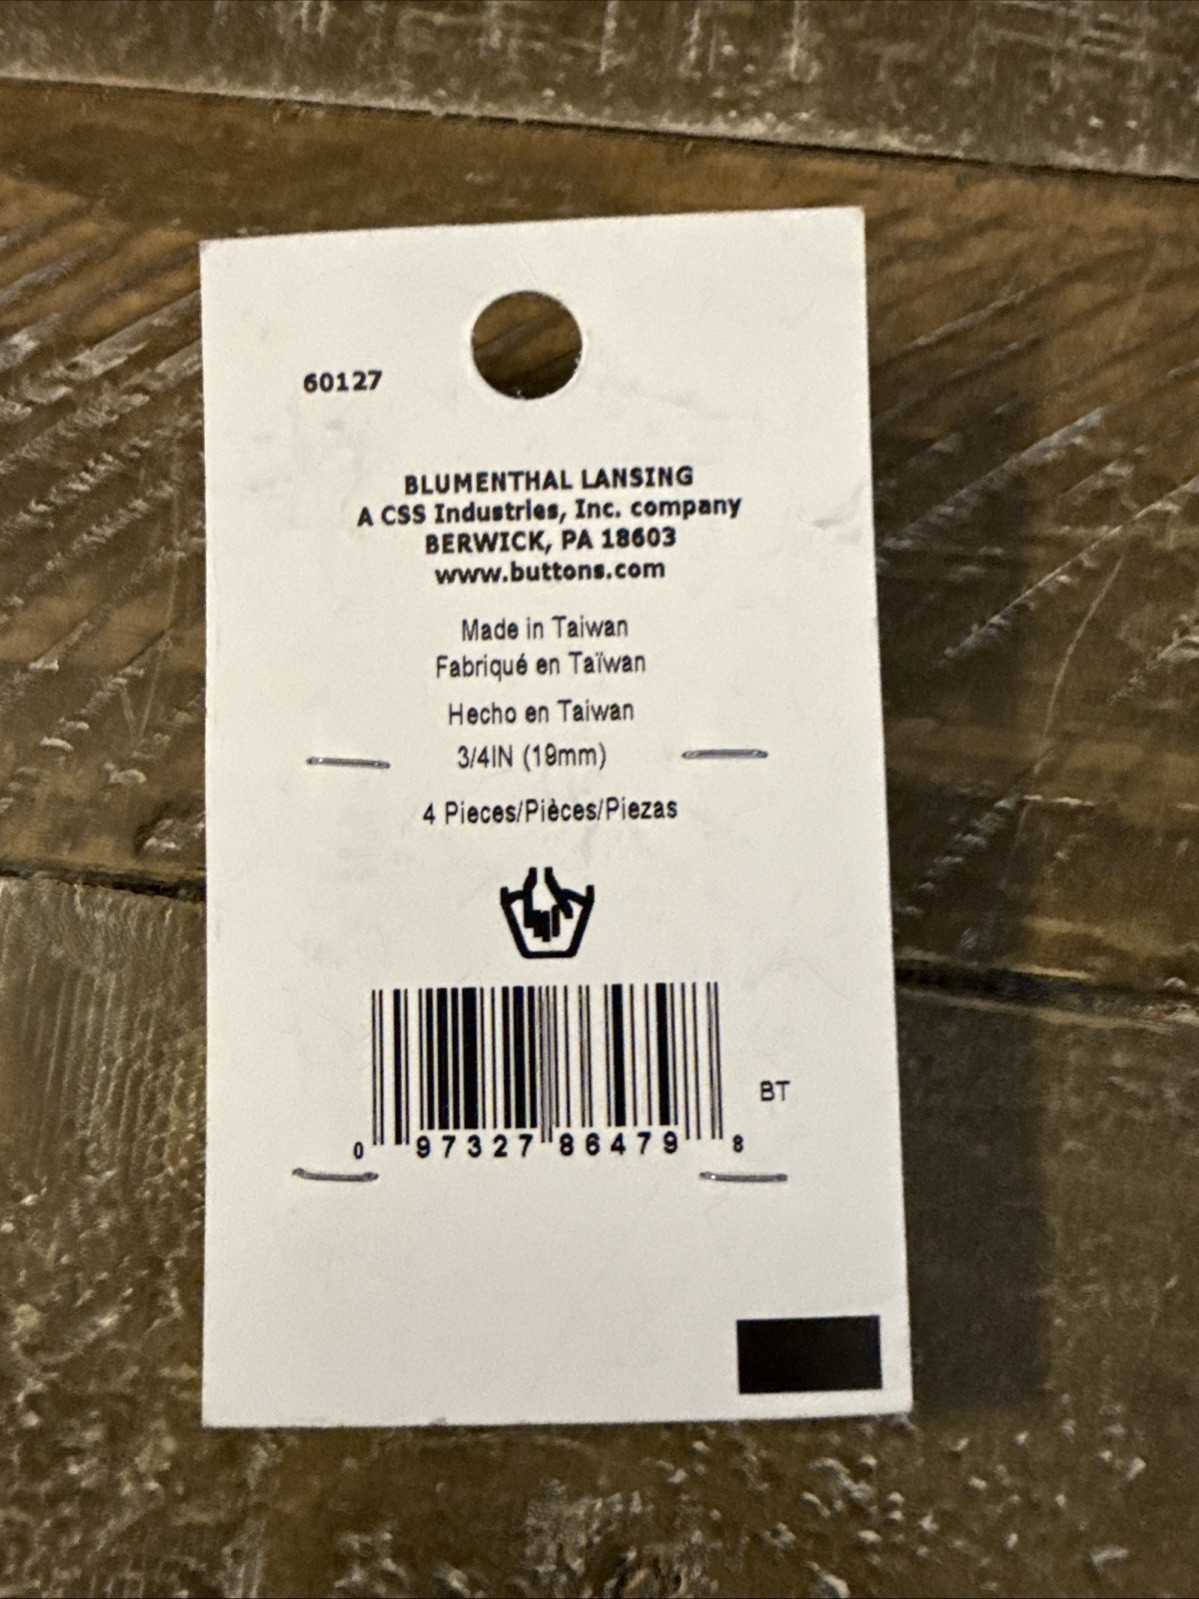 60127
BLUMENTHAL LANSING
A CSS Industries, Inc. company
BERWICK, PA 18603
www.buttons.com
Made in Taiwan
Fabriqué en Taïwan
Hecho en Taiwan
3/4IN (19mm)
4 Pieces/Pièces/Piezas
BT
0 97327 86479 8